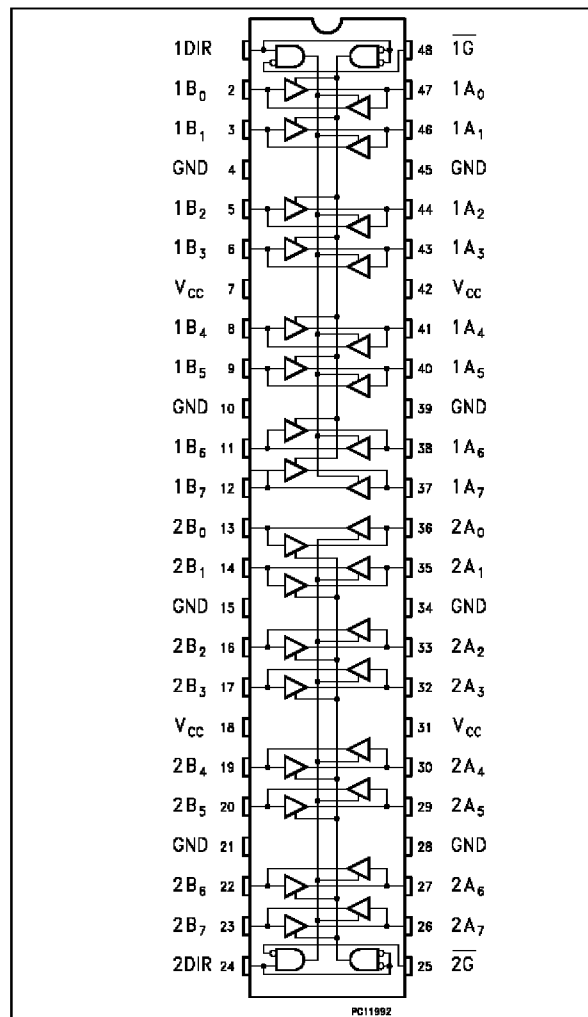 1DIR 1 48 1G
1B0 2 47 1A0
1B1 3 46 1A1
GND 4 45 GND
1B2 5 44 1A2
1B3 6 43 1A3
VCC 7 42 VCC
1B4 8 41 1A4
1B5 9 40 1A5
GND 10 39 GND
1B6 11 38 1A6
1B7 12 37 1A7
2B0 13 36 2A0
2B1 14 35 2A1
GND 15 34 GND
2B2 16 33 2A2
2B3 17 32 2A3
VCC 18 31 VCC
2B4 19 30 2A4
2B5 20 29 2A5
GND 21 28 GND
2B6 22 27 2A6
2B7 23 26 2A7
2DIR 24 25 2G
PC11992